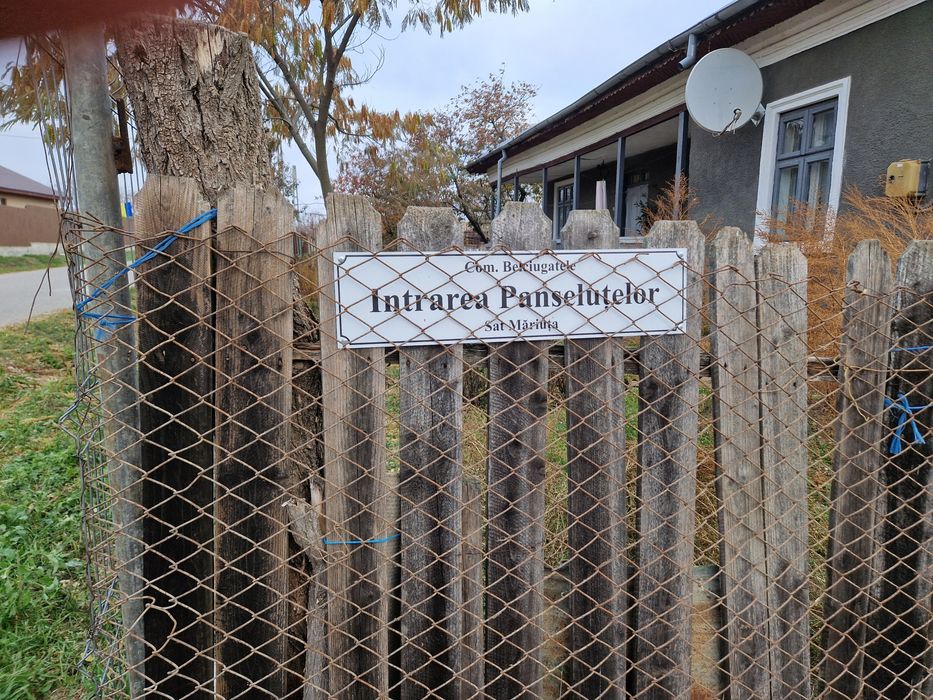 Com. Belciugatele
Intrarea Panseluțelor
Sat Măriuța